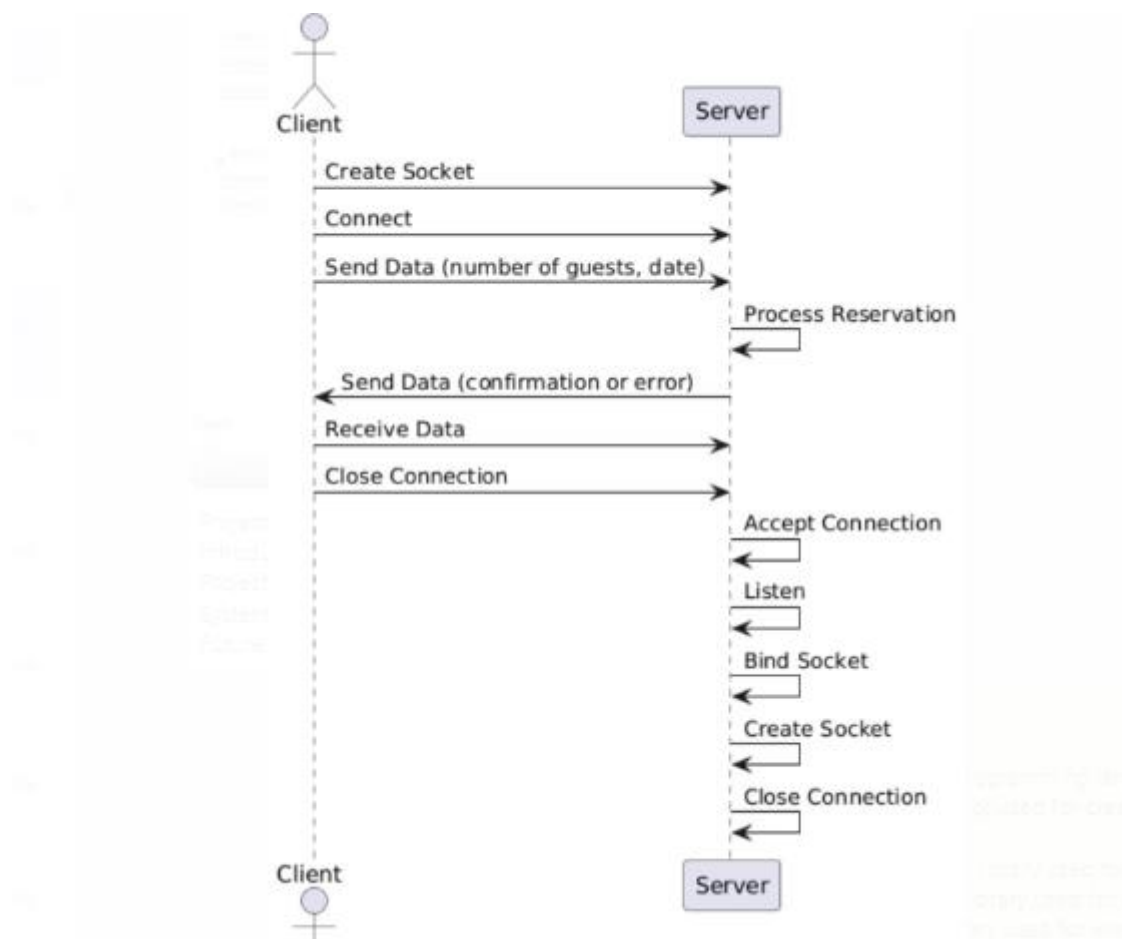 Client
Server
Create Socket
Connect
Send Data (number of guests, date)
Process Reservation
Send Data (confirmation or error)
Receive Data
Close Connection
Accept Connection
Listen
Bind Socket
Create Socket
Close Connection
Client
Server